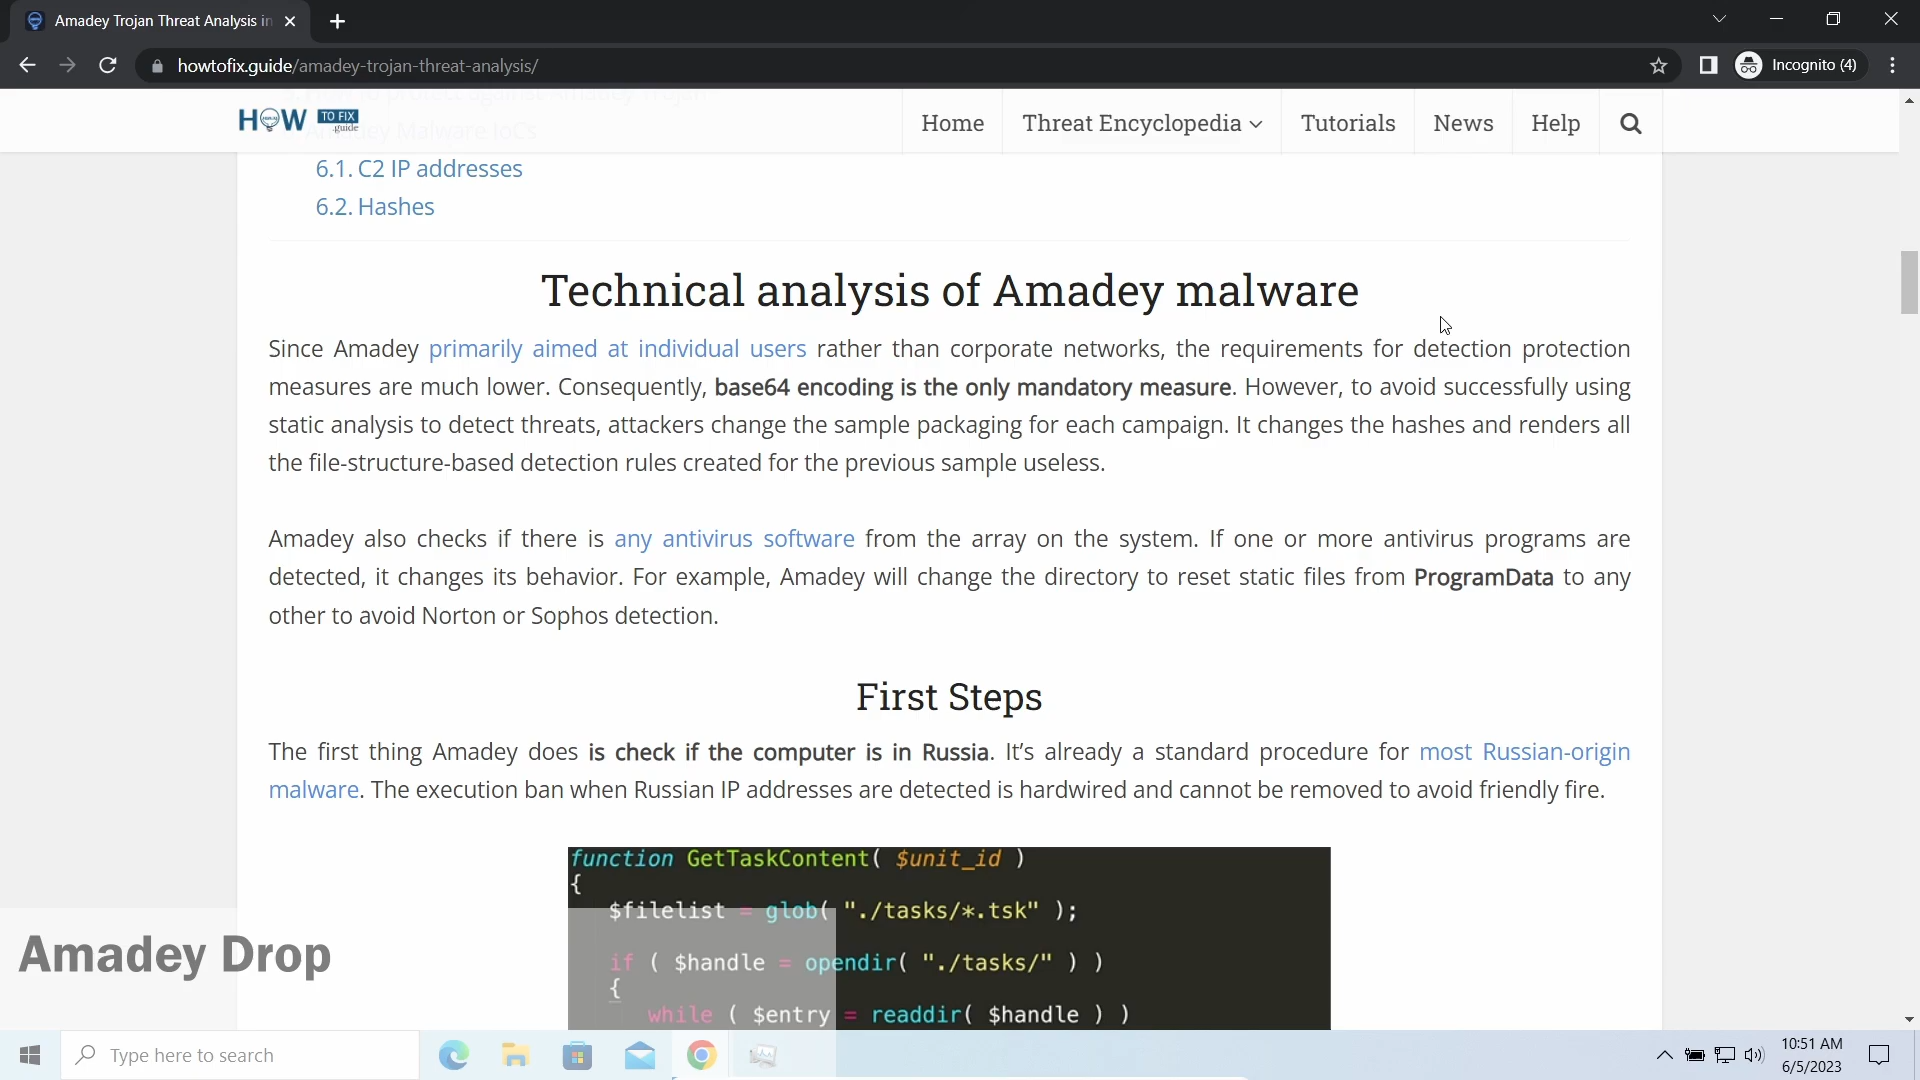 Amadey Trojan Threat Analysis in
howtofix.guide/amadey-trojan-threat-analysis/
Incognito (4)
HOW TO FIX .guide
Home
Threat Encyclopedia
Tutorials
News
Help
6.1. C2 IP addresses
6.2. Hashes
Technical analysis of Amadey malware
Since Amadey primarily aimed at individual users rather than corporate networks, the requirements for detection protection
measures are much lower. Consequently, base64 encoding is the only mandatory measure. However, to avoid successfully using
static analysis to detect threats, attackers change the sample packaging for each campaign. It changes the hashes and renders all
the file-structure-based detection rules created for the previous sample useless.
Amadey also checks if there is any antivirus software from the array on the system. If one or more antivirus programs are
detected, it changes its behavior. For example, Amadey will change the directory to reset static files from ProgramData to any
other to avoid Norton or Sophos detection.
First Steps
The first thing Amadey does is check if the computer is in Russia. It’s already a standard procedure for most Russian-origin
malware. The execution ban when Russian IP addresses are detected is hardwired and cannot be removed to avoid friendly fire.
function GetTaskContent( $unit_id )
{
$filelist = glob( "./tasks/*.tsk" );
if ( $handle = opendir( "./tasks/" ) )
{
while ( $entry = readdir( $handle ) )
Amadey Drop
Type here to search
10:51 AM
6/5/2023